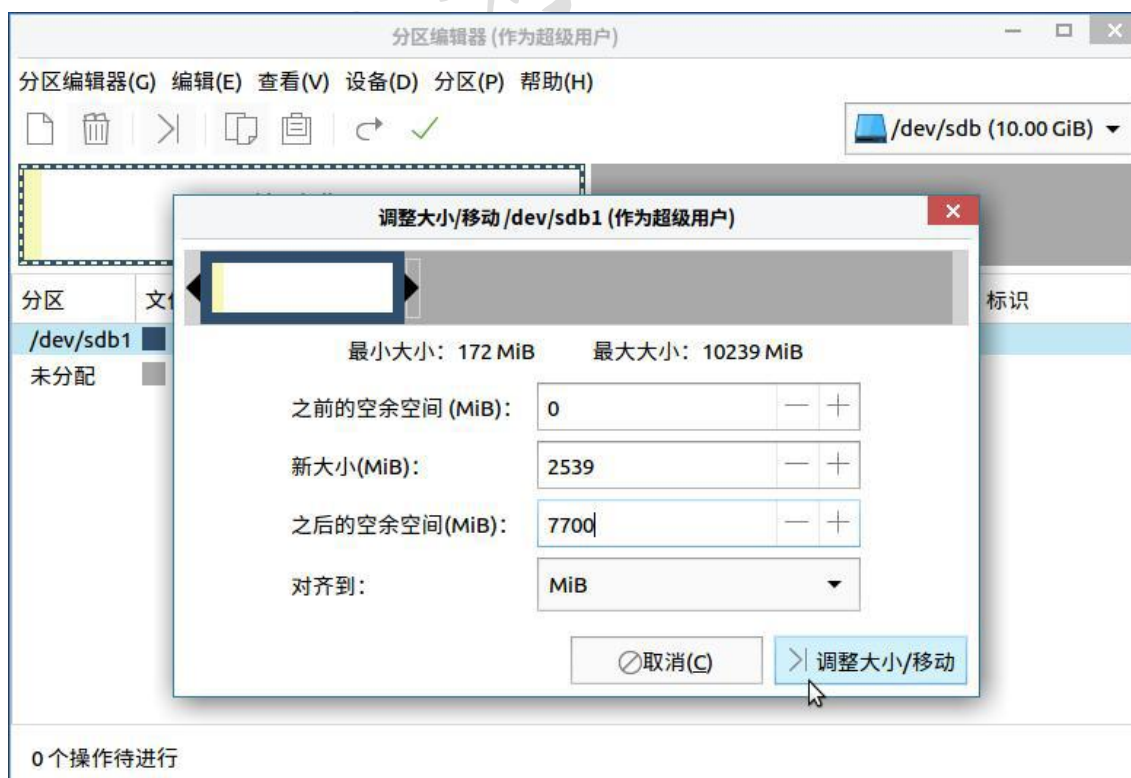 分区编辑器 (作为超级用户)
分区编辑器(G) 编辑(E) 查看(V) 设备(D) 分区(P) 帮助(H)
/dev/sdb (10.00 GiB)
调整大小/移动 /dev/sdb1 (作为超级用户)
分区 标识
/dev/sdb1
未分配
最小大小：172 MiB 最大大小：10239 MiB
之前的空余空间 (MiB)： 0
新大小(MiB)： 2539
之后的空余空间(MiB)： 7700
对齐到： MiB
取消(C) 调整大小/移动
0 个操作待进行